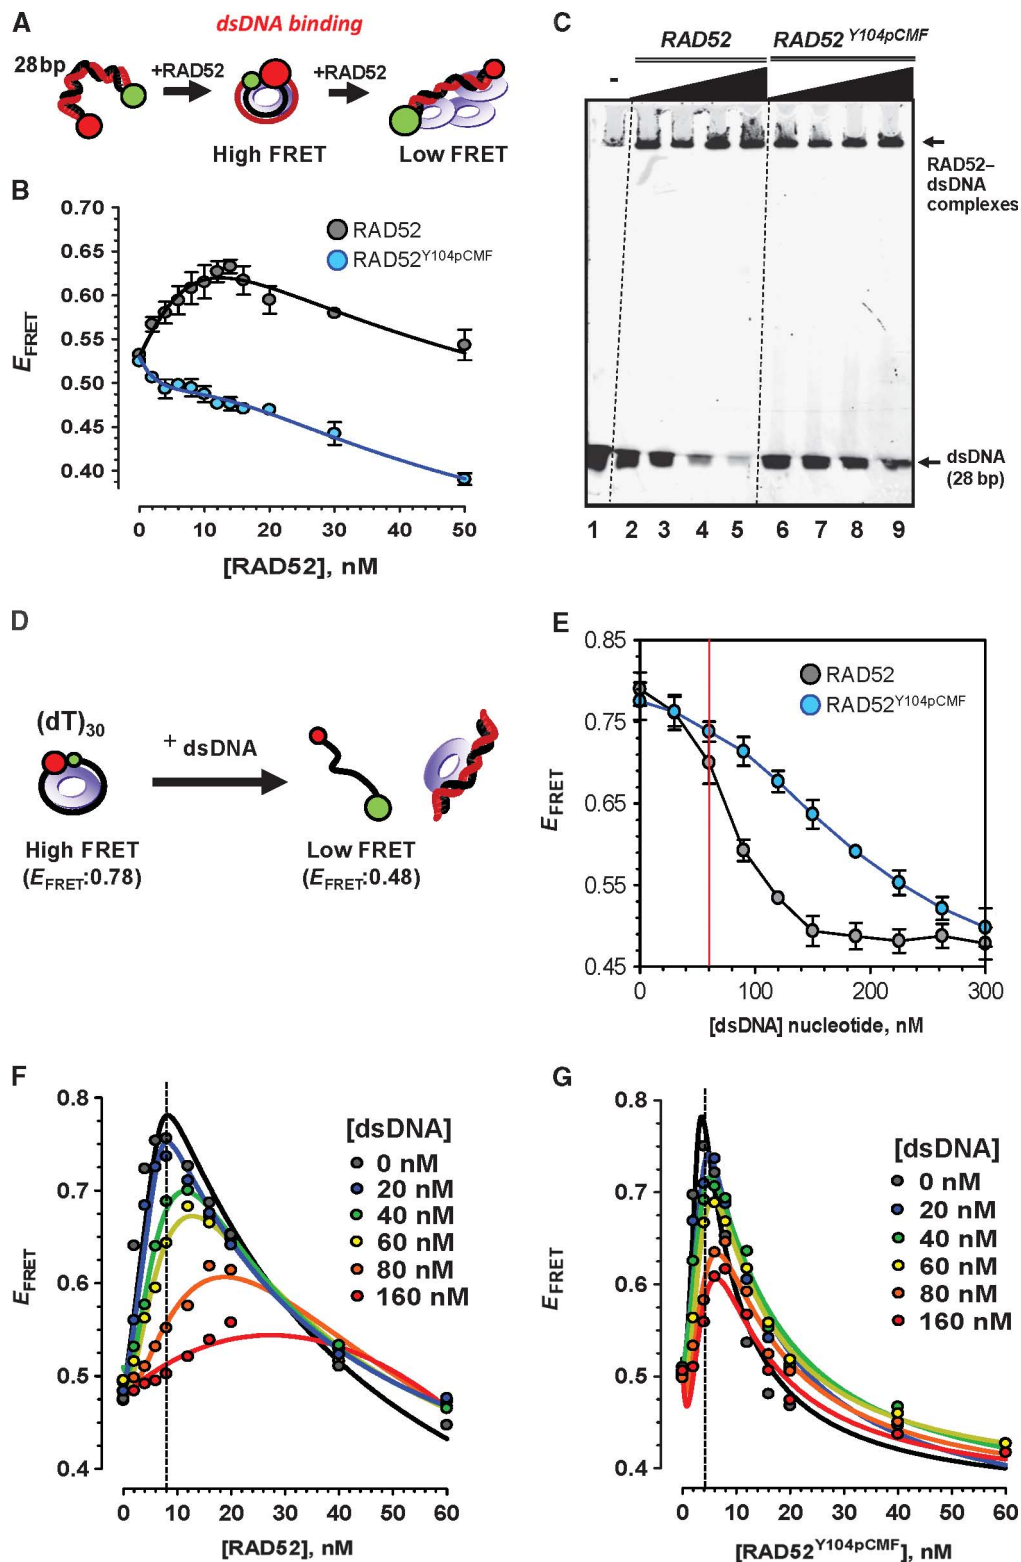 A
dsDNA binding
28bp
+RAD52
+RAD52
High FRET
Low FRET
B
0.70
0.60
0.55
0.50
0.45
0.40
EFRET
RAD52
RAD52Y104pCMF
0 10 20 30 40 50
[RAD52], nM
C
RAD52
RAD52Y104pCMF
-
RAD52–
dsDNA
complexes
dsDNA
(28 bp)
1 2 3 4 5 6 7 8 9
D
(dT)30
+ dsDNA
High FRET
(EFRET:0.78)
Low FRET
(EFRET:0.48)
E
0.85
0.75
0.65
0.55
0.45
EFRET
RAD52
RAD52Y104pCMF
0 100 200 300
[dsDNA] nucleotide, nM
F
0.8
0.7
0.6
0.5
0.4
EFRET
[dsDNA]
0 nM
20 nM
40 nM
60 nM
80 nM
160 nM
0 10 20 30 40 50 60
[RAD52], nM
G
0.8
0.7
0.6
0.5
0.4
EFRET
[dsDNA]
0 nM
20 nM
40 nM
60 nM
80 nM
160 nM
0 10 20 30 40 50 60
[RAD52Y104pCMF], nM